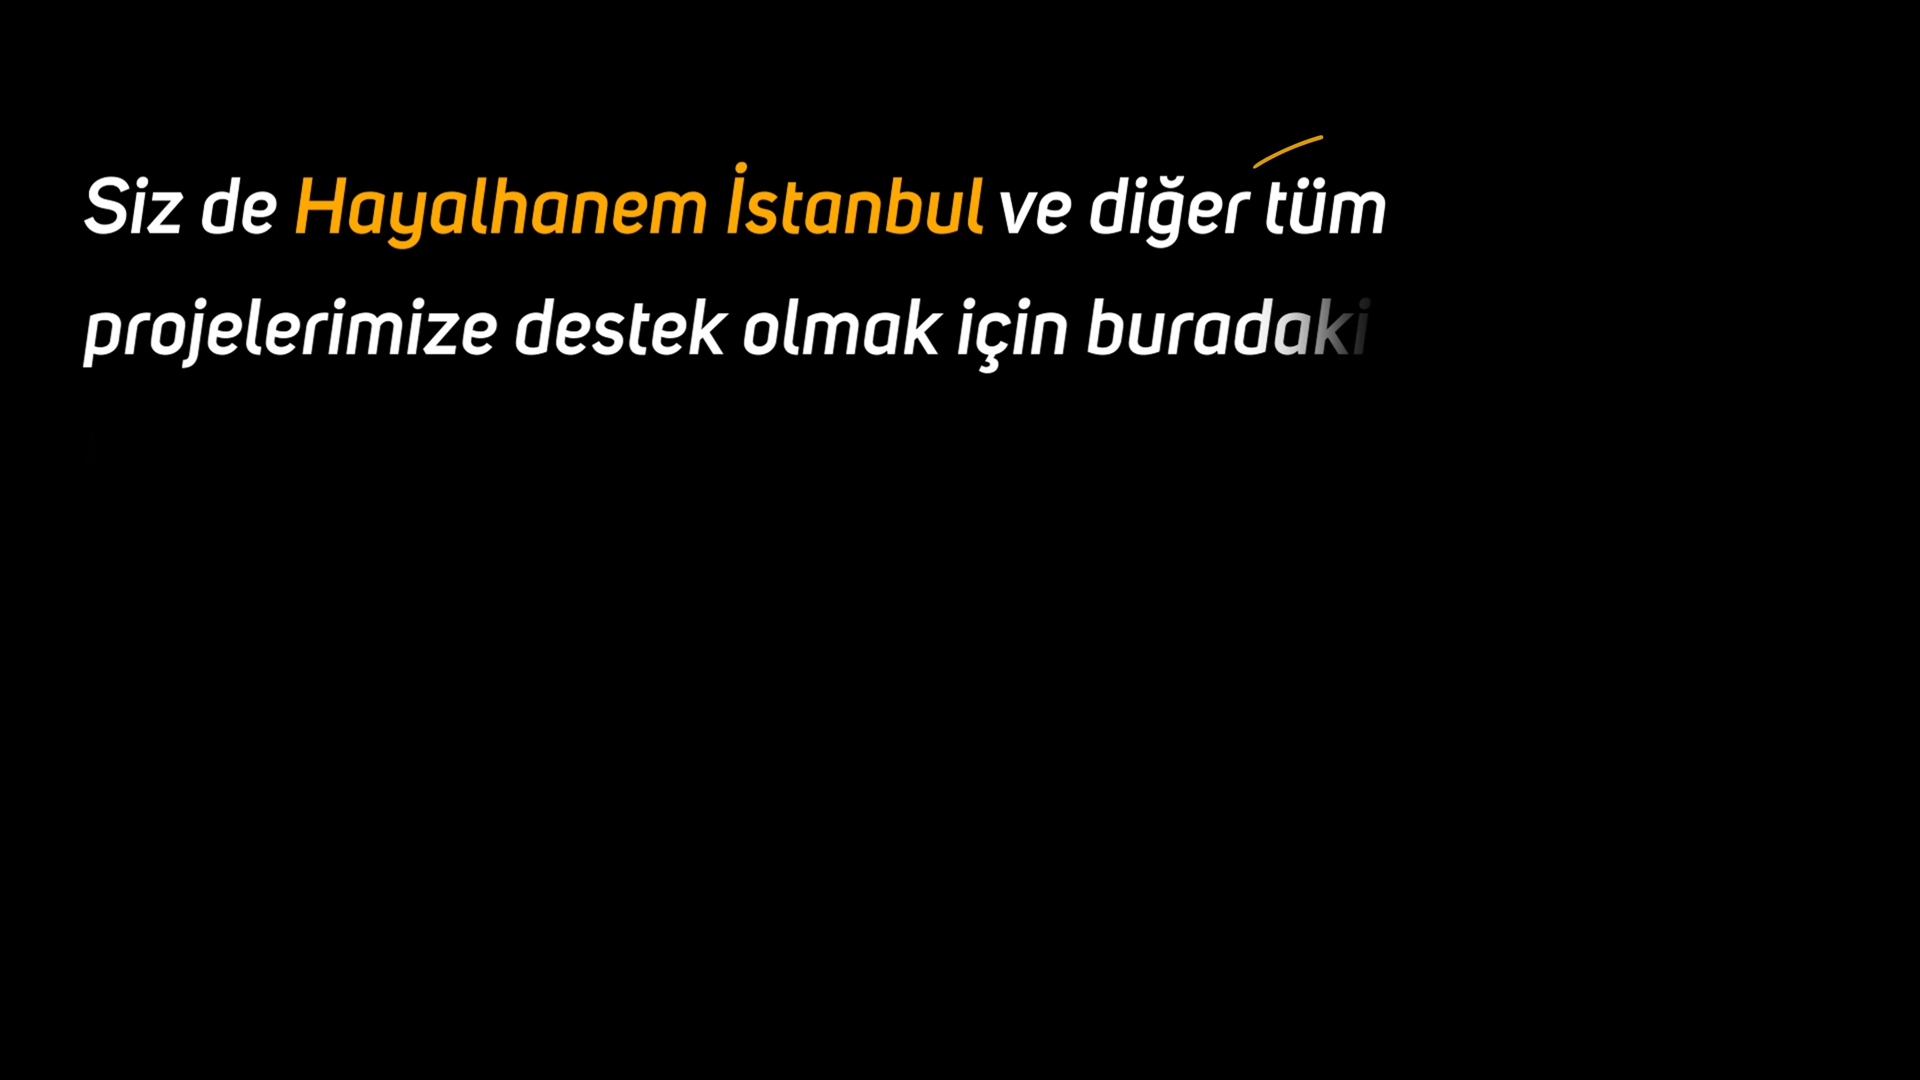 Siz de Hayalhanem İstanbul ve diğer tüm
projelerimize destek olmak için buradaki